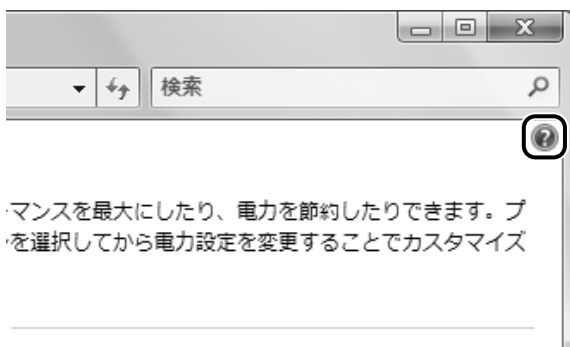 検索
マンスを最大にしたり、電力を節約したりできます。プ
を選択してから電力設定を変更することでカスタマイズ